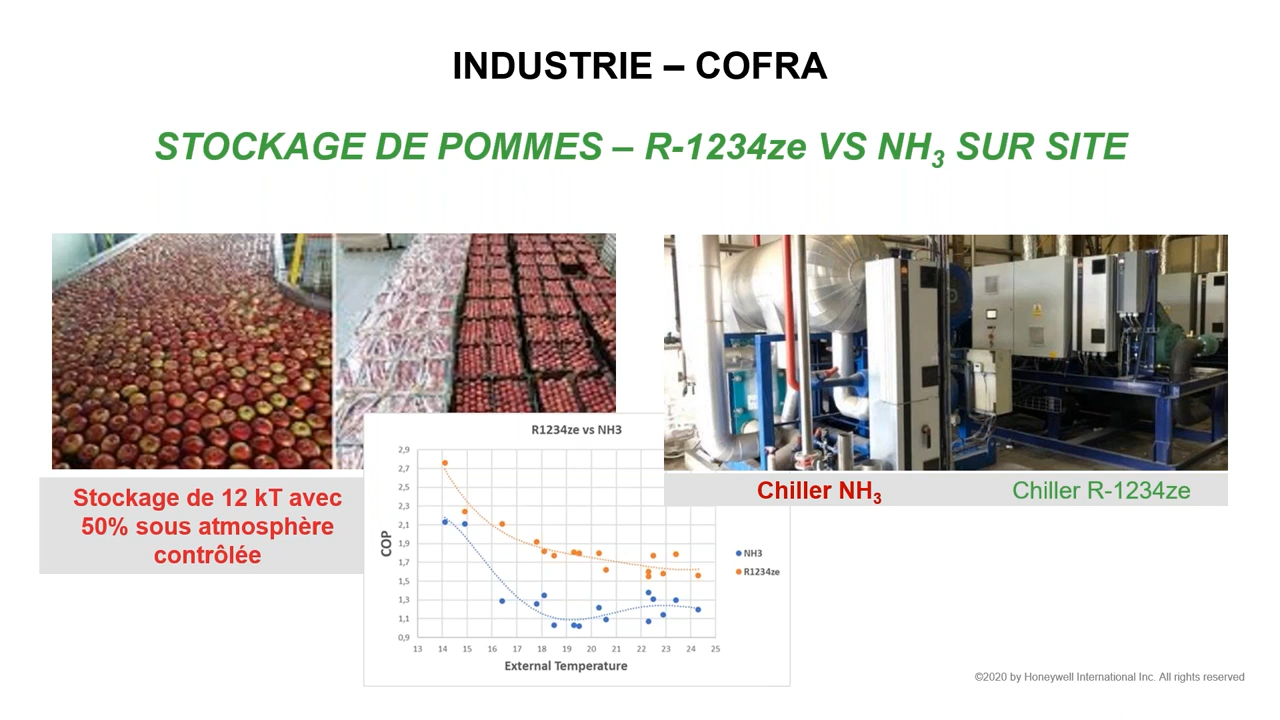 INDUSTRIE – COFRA
STOCKAGE DE POMMES – R-1234ze VS NH3 SUR SITE
Stockage de 12 kT avec
50% sous atmosphère
contrôlée
Chiller NH3
Chiller R-1234ze
R1234ze vs NH3
COP
2,9
2,7
2,5
2,3
2,1
1,9
1,7
1,5
1,3
1,1
0,9
13 14 15 16 17 18 19 20 21 22 23 24 25
External Temperature
NH3
R1234ze
©2020 by Honeywell International Inc. All rights reserved